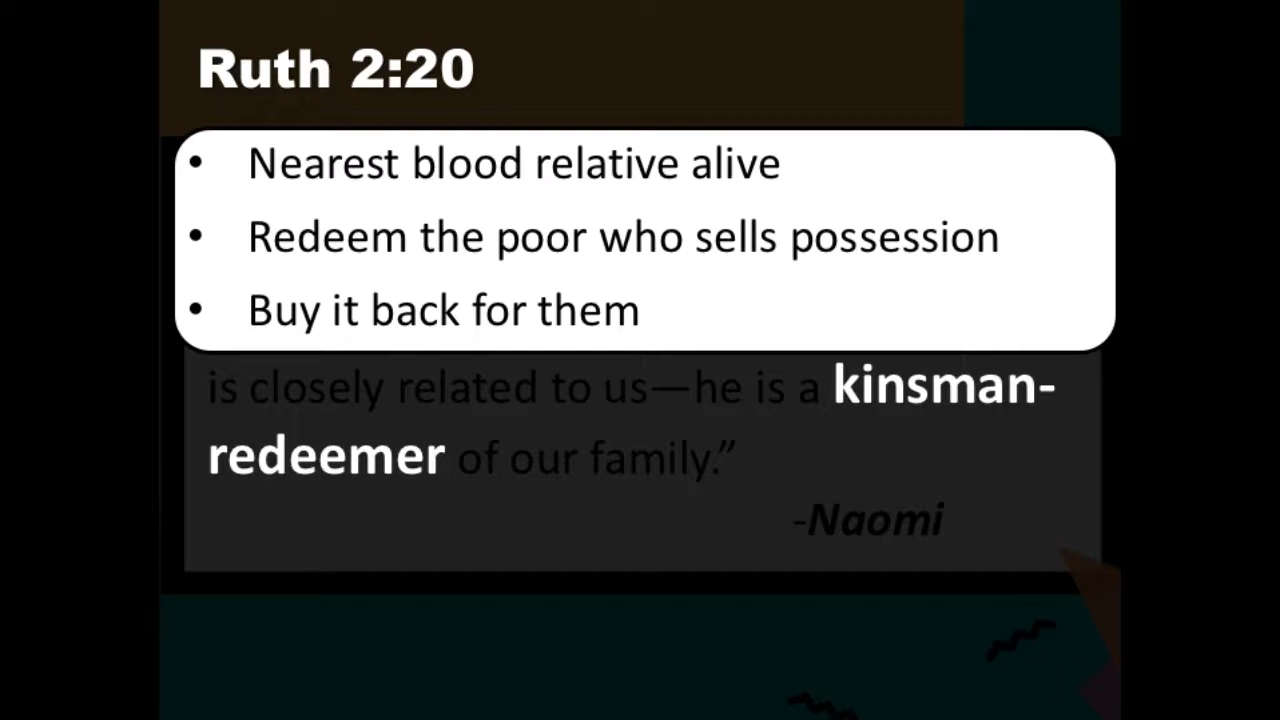 Ruth 2:20
• Nearest blood relative alive
• Redeem the poor who sells possession
• Buy it back for them
is closely related to us—he is a kinsman-
redeemer of our family.”
-Naomi